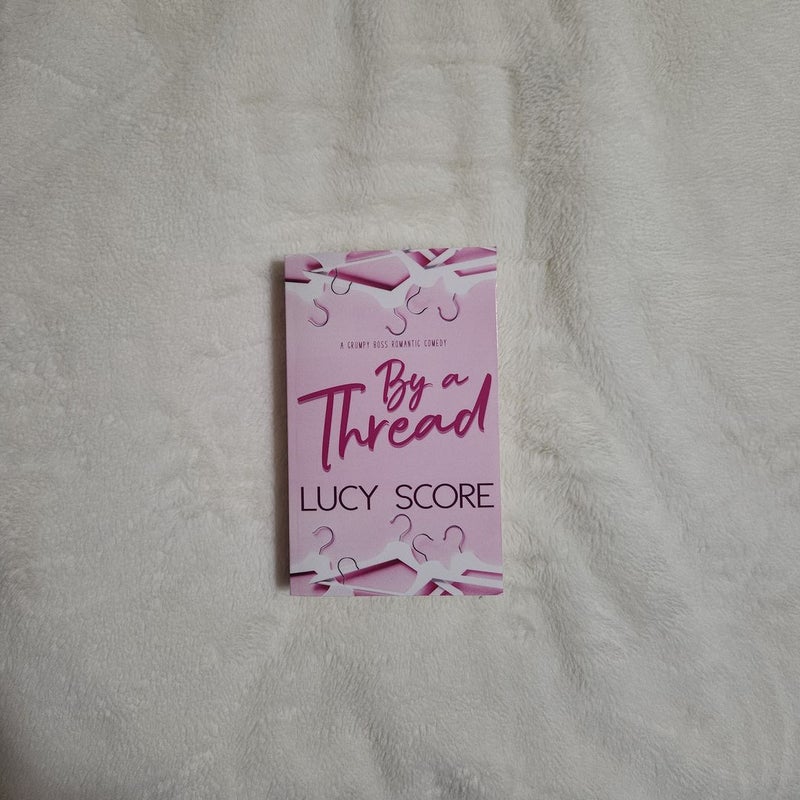 A GRUMPY BOSS ROMANTIC COMEDY
By a
Thread
LUCY SCORE